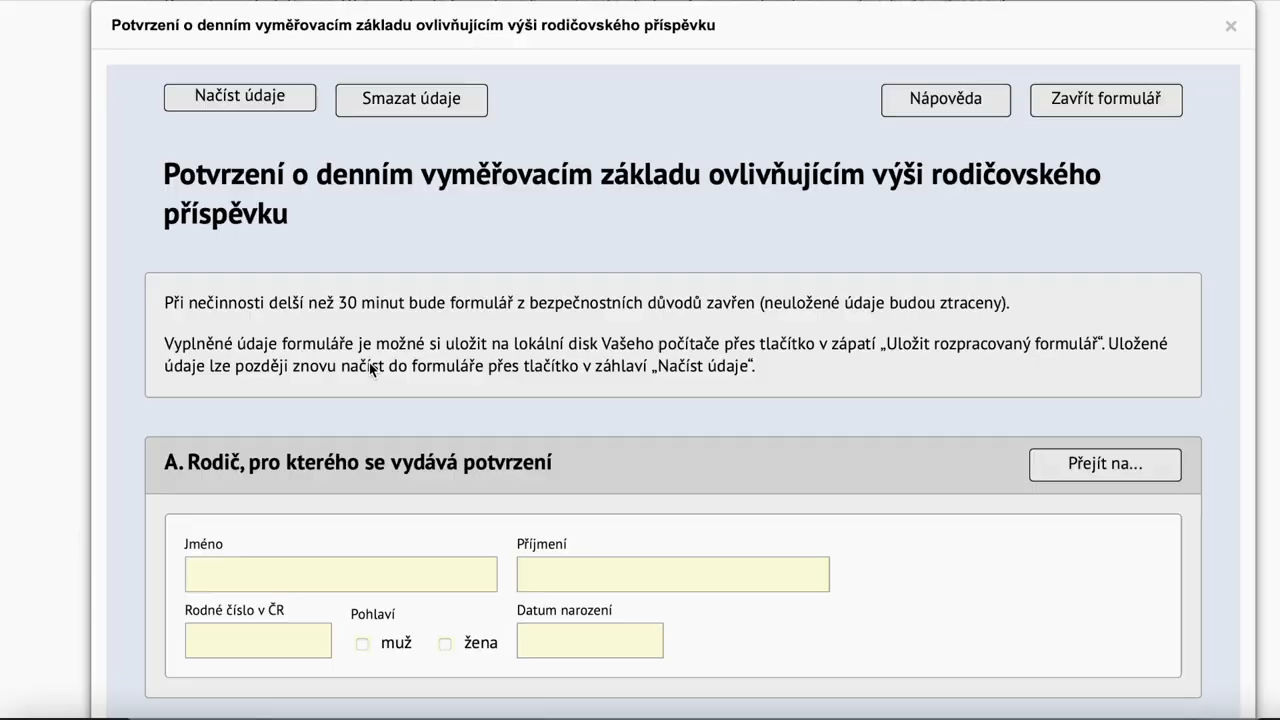 Potvrzení o denním vyměřovacím základu ovlivňujícím výši rodičovského příspěvku
Načíst údaje
Smazat údaje
Nápověda
Zavřít formulář
Potvrzení o denním vyměřovacím základu ovlivňujícím výši rodičovského
příspěvku
Při nečinnosti delší než 30 minut bude formulář z bezpečnostních důvodů zavřen (neuložené údaje budou ztraceny).
Vyplněné údaje formuláře je možné si uložit na lokální disk Vašeho počítače přes tlačítko v zápatí „Uložit rozpracovaný formulář“. Uložené
údaje lze později znovu načíst do formuláře přes tlačítko v záhlaví „Načíst údaje“.
A. Rodič, pro kterého se vydává potvrzení
Přejít na...
Jméno
Příjmení
Rodné číslo v ČR
Pohlaví
Datum narození
muž
žena